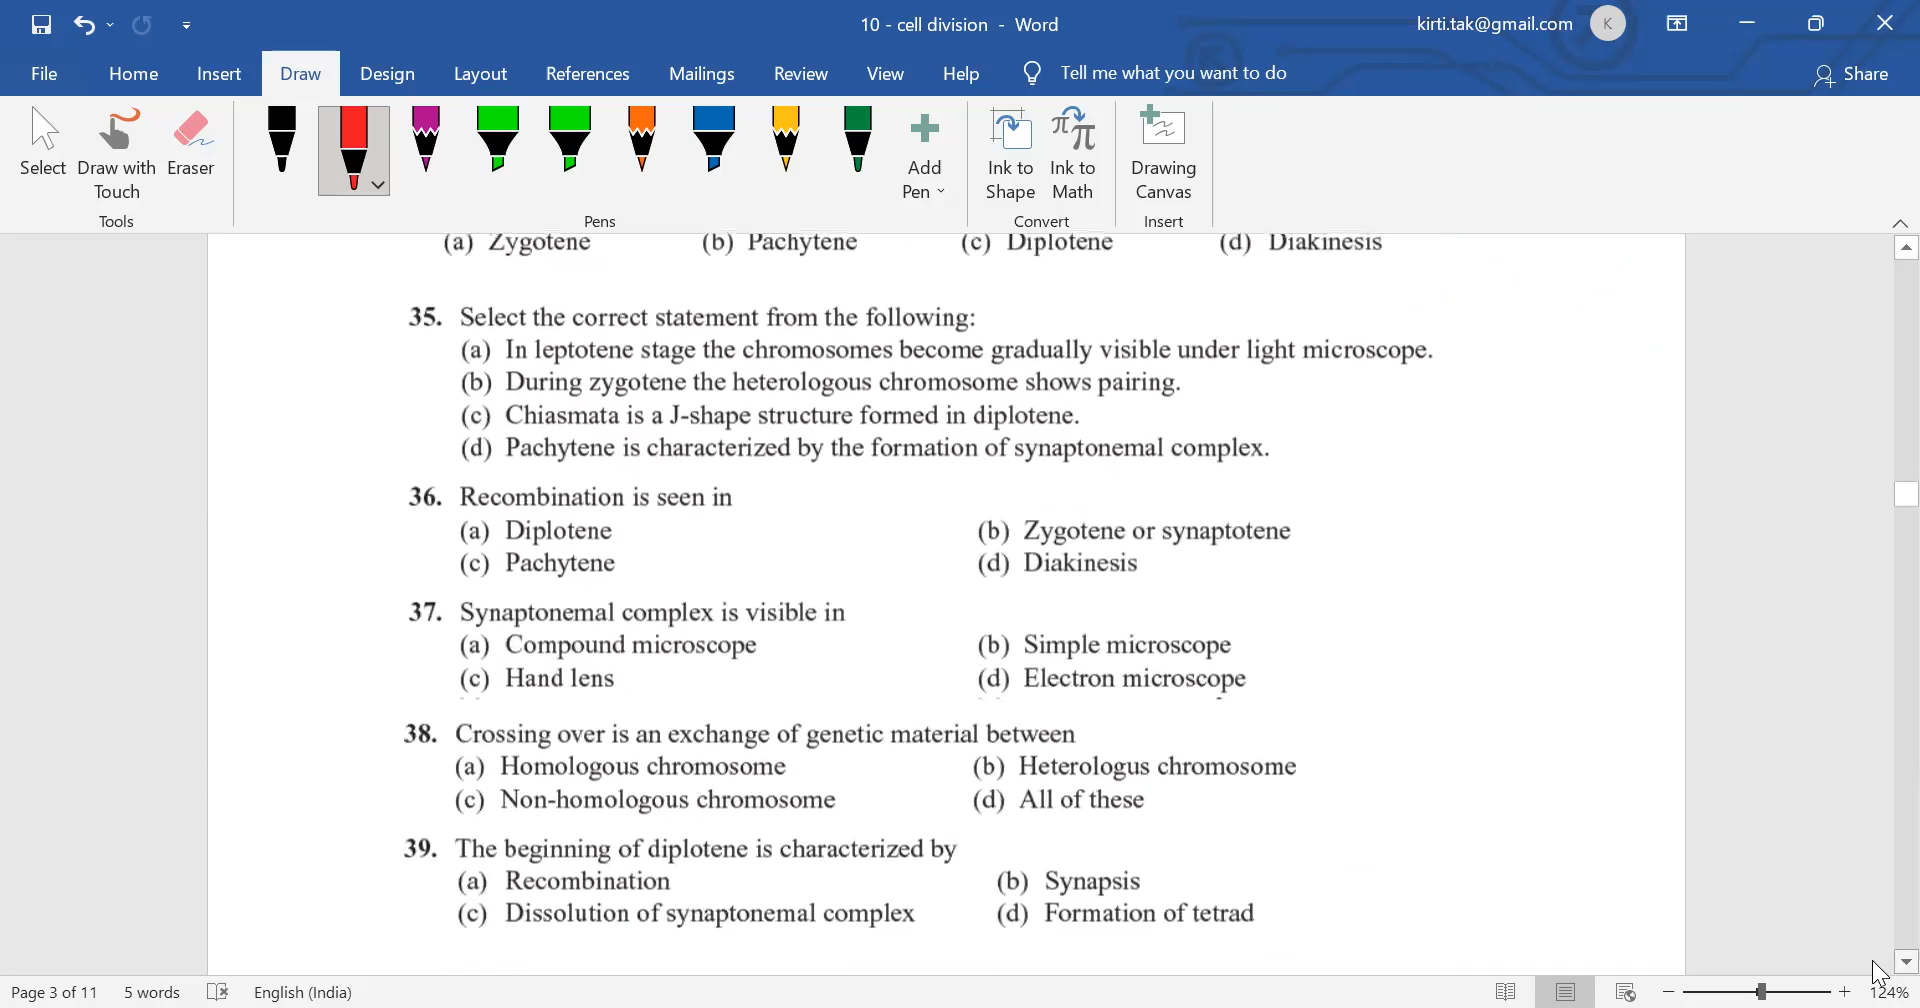 10 - cell division - Word
kirti.tak@gmail.com
K
File Home Insert Draw Design Layout References Mailings Review View Help Tell me what you want to do Share
Select Draw with Touch Eraser
Add Pen
Ink to Shape Ink to Math
Drawing Canvas
Tools Pens Convert Insert
(a) Zygotene (b) Pachytene (c) Diplotene (d) Diakinesis
35. Select the correct statement from the following:
(a) In leptotene stage the chromosomes become gradually visible under light microscope.
(b) During zygotene the heterologous chromosome shows pairing.
(c) Chiasmata is a J-shape structure formed in diplotene.
(d) Pachytene is characterized by the formation of synaptonemal complex.
36. Recombination is seen in
(a) Diplotene (b) Zygotene or synaptotene
(c) Pachytene (d) Diakinesis
37. Synaptonemal complex is visible in
(a) Compound microscope (b) Simple microscope
(c) Hand lens (d) Electron microscope
38. Crossing over is an exchange of genetic material between
(a) Homologous chromosome (b) Heterologus chromosome
(c) Non-homologous chromosome (d) All of these
39. The beginning of diplotene is characterized by
(a) Recombination (b) Synapsis
(c) Dissolution of synaptonemal complex (d) Formation of tetrad
Page 3 of 11 5 words English (India) 124%